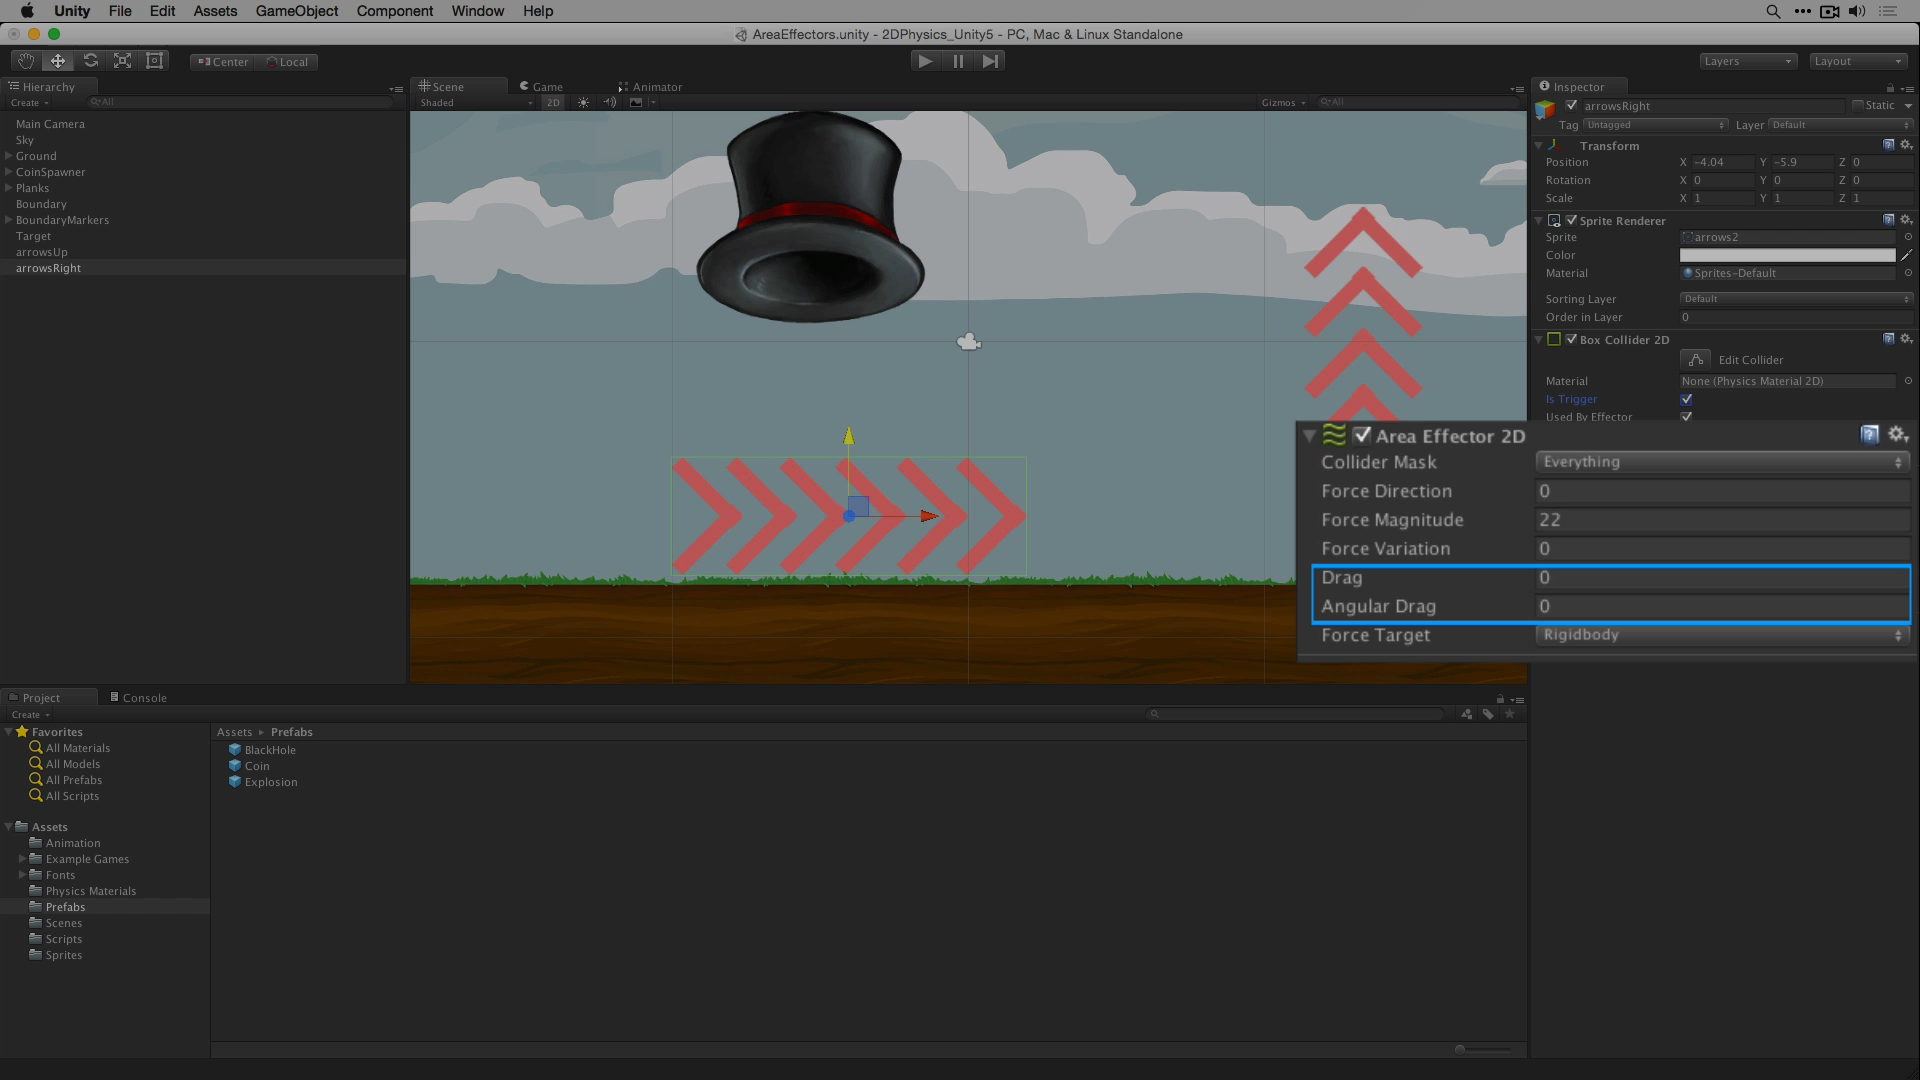 Unity File Edit Assets GameObject Component Window Help
AreaEffectors.unity - 2DPhysics_Unity5 - PC, Mac & Linux Standalone
Center Local
Layers Layout
Hierarchy
Create All
Main Camera
Sky
Ground
CoinSpawner
Planks
Boundary
BoundaryMarkers
Target
arrowsUp
arrowsRight
Scene Game Animator
Shaded 2D Gizmos All
Inspector
arrowsRight Static
Tag Untagged Layer Default
Transform
Position X -4.04 Y -5.9 Z 0
Rotation X 0 Y 0 Z 0
Scale X 1 Y 1 Z 1
Sprite Renderer
Sprite arrows2
Color
Material Sprites-Default
Sorting Layer Default
Order in Layer 0
Box Collider 2D
Edit Collider
Material None (Physics Material 2D)
Is Trigger
Used By Effector
Area Effector 2D
Collider Mask Everything
Force Direction 0
Force Magnitude 22
Force Variation 0
Drag 0
Angular Drag 0
Force Target Rigidbody
Project Console
Create
Favorites
All Materials
All Models
All Prefabs
All Scripts
Assets
Animation
Example Games
Fonts
Physics Materials
Prefabs
Scenes
Scripts
Sprites
Assets Prefabs
BlackHole
Coin
Explosion